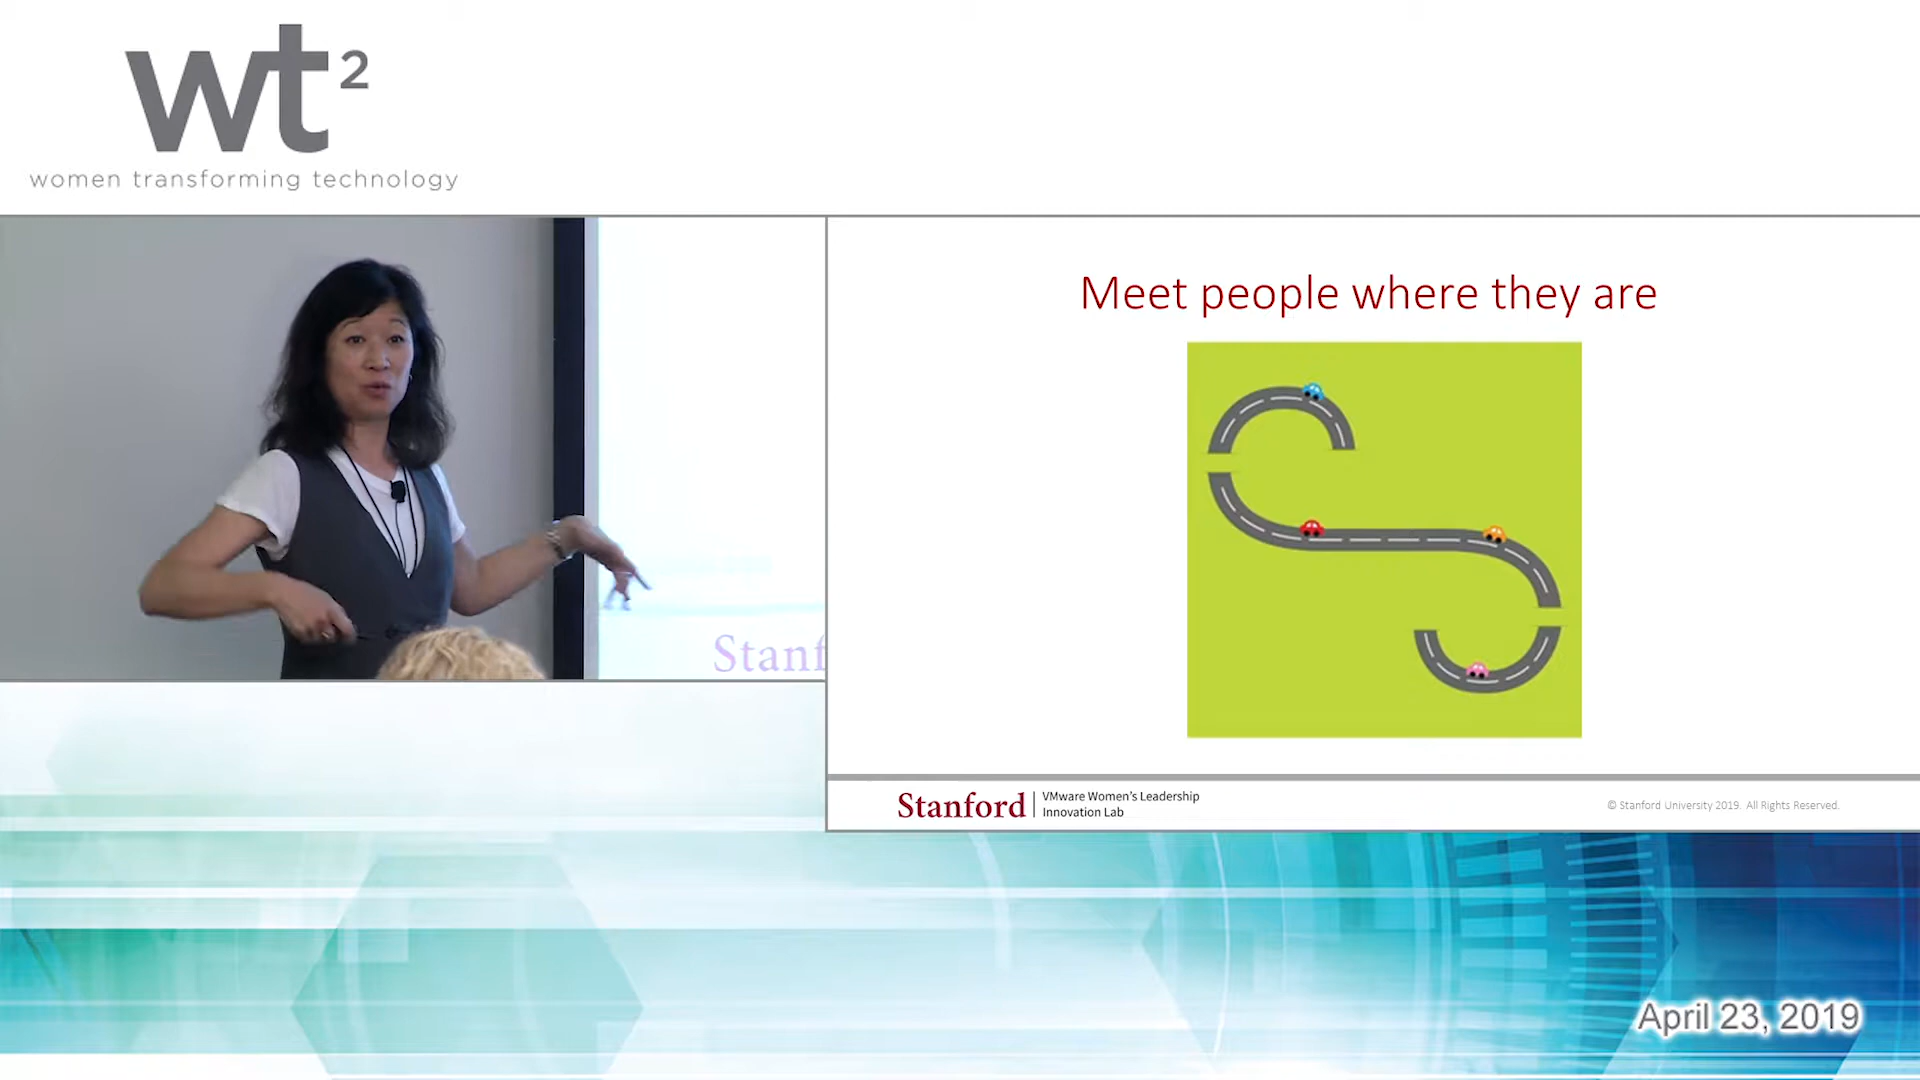 wt2
women transforming technology
Meet people where they are
Stanf
Stanford
VMware Women's Leadership
Innovation Lab
© Stanford University 2019. All Rights Reserved.
April 23, 2019